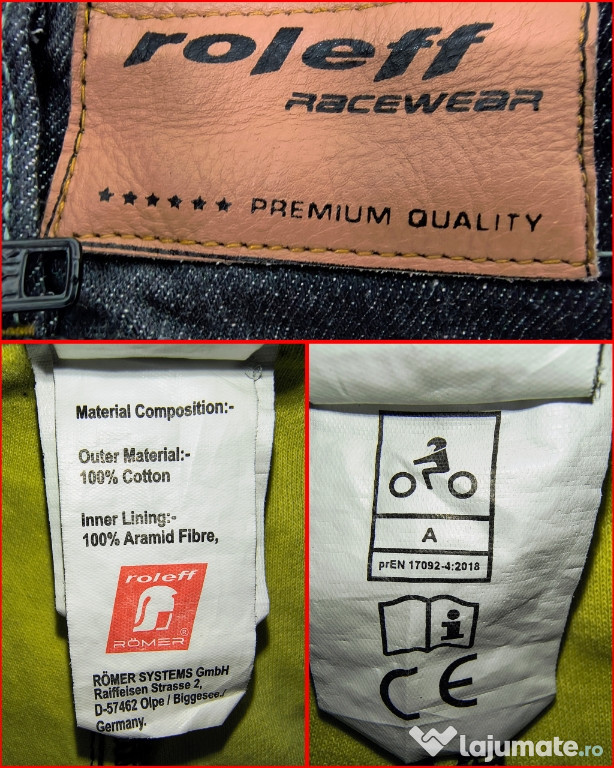 roleff
RACEWEAR
****** PREMIUM QUALITY
Material Composition:-
Outer Material:-
100% Cotton
Inner Lining:-
100% Aramid Fibre,
roleff
RÖMER®
RÖMER SYSTEMS GmbH
Raiffeisen Strasse 2,
D-57462 Olpe / Biggesee./
Germany.
A
prEN 17092-4:2018
i
CE
lajumate.ro